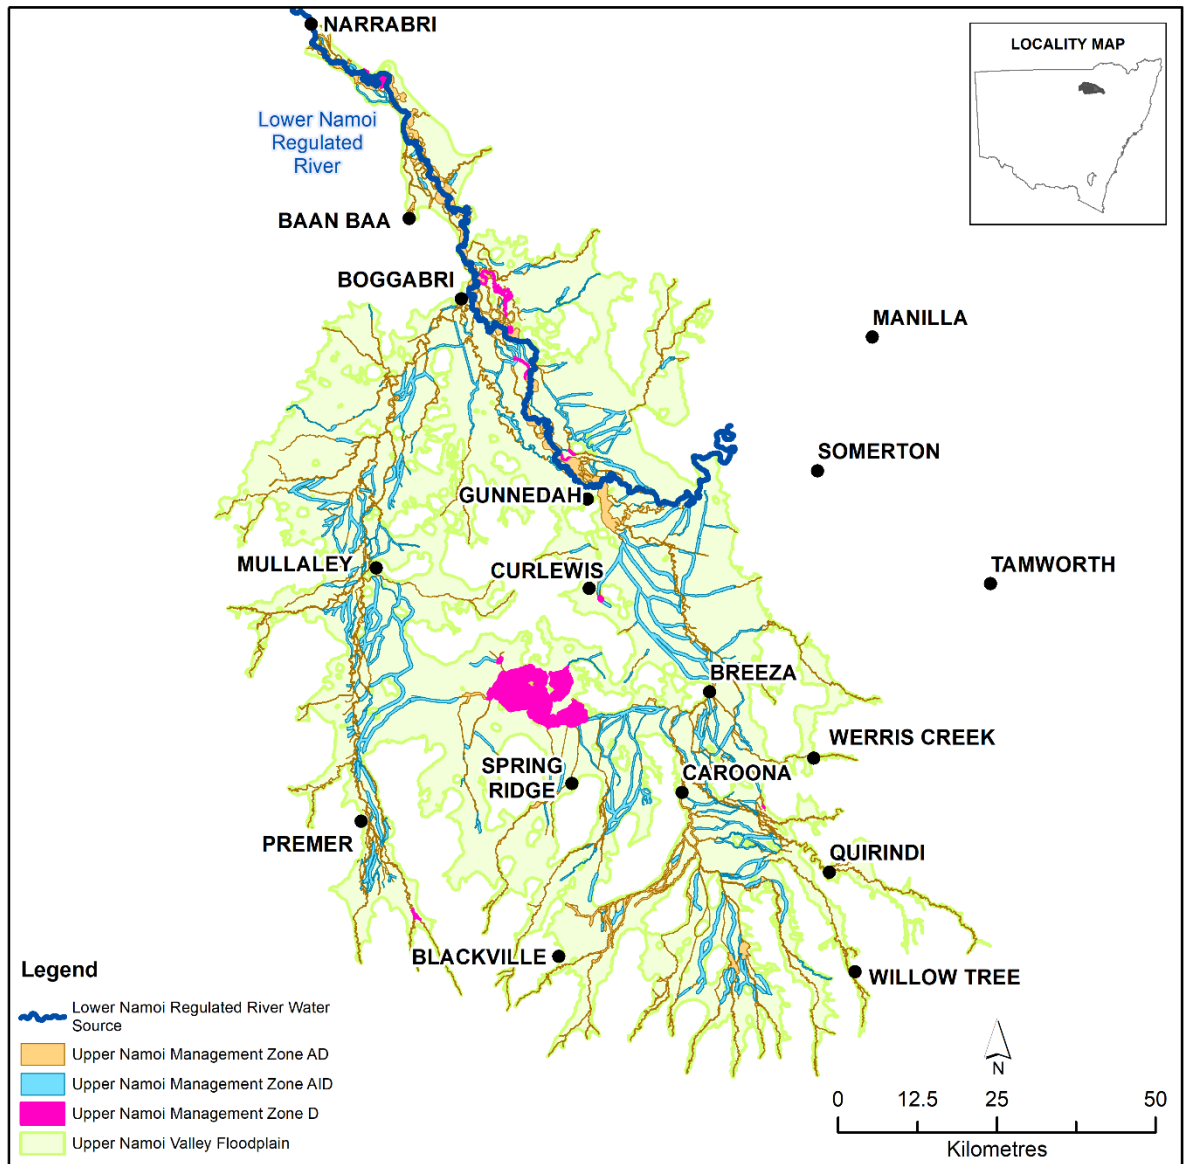 NARRABRI
LOCALITY MAP
Lower Namoi
Regulated
River
BAAN BAA
BOGGABRI
MANILLA
SOMERTON
GUNNEDAH
MULLALEY
CURLEWIS
TAMWORTH
BREEZA
WERRIS CREEK
SPRING
RIDGE
CAROONA
PREMER
QUIRINDI
BLACKVILLE
WILLOW TREE
Legend
Lower Namoi Regulated River Water
Source
Upper Namoi Management Zone AD
Upper Namoi Management Zone AID
Upper Namoi Management Zone D
Upper Namoi Valley Floodplain
N
0 12.5 25 50
Kilometres